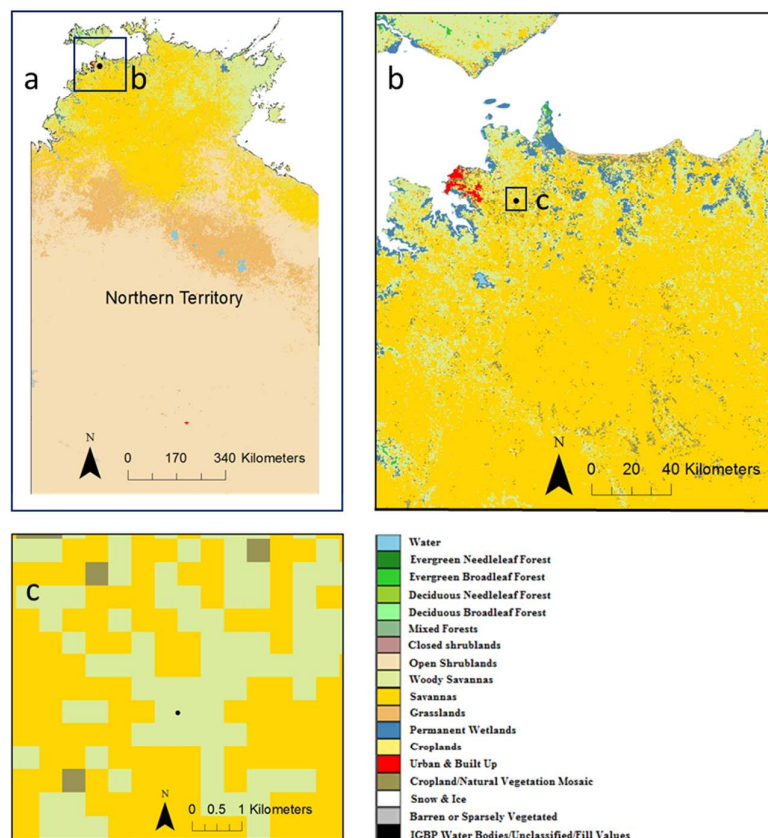 a
b
Northern Territory
N
0 170 340 Kilometers
b
C
N
0 20 40 Kilometers
c
N
0 0.5 1 Kilometers
Water
Evergreen Needleleaf Forest
Evergreen Broadleaf Forest
Deciduous Needleleaf Forest
Deciduous Broadleaf Forest
Mixed Forests
Closed shrublands
Open Shrublands
Woody Savannas
Savannas
Grasslands
Permanent Wetlands
Croplands
Urban & Built Up
Cropland/Natural Vegetation Mosaic
Snow & Ice
Barren or Sparsely Vegetated
IGBP Water Bodies/Unclassified/Fill Values